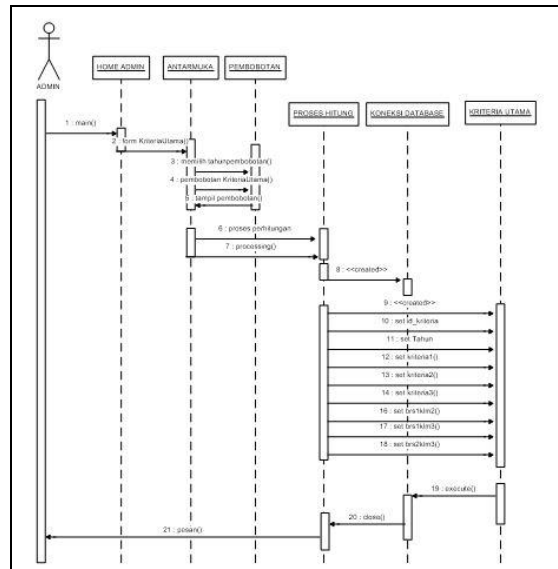 ADMIN
HOME ADMIN
ANTARMUKA
PEMBOBOTAN
PROSES HITUNG
KONEKSI DATABASE
KRITERIA UTAMA
1 : main()
2 : form KriteriaUtama()
3 : memilih tahunpembobotan()
4 : pembobotan KriteriaUtama()
5 : tampil pembobotan()
6 : proses perhitungan
7 : processing()
8 : <<created>>
9 : <<created>>
10 : set id_kriteria
11 : set Tahun
12 : set kriteria1()
13 : set kriteria2()
14 : set kriteria3()
16 : set brs1klm2()
17 : set brs1klm3()
18 : set brs2klm3()
19 : execute()
20 : close()
21 : pesan()